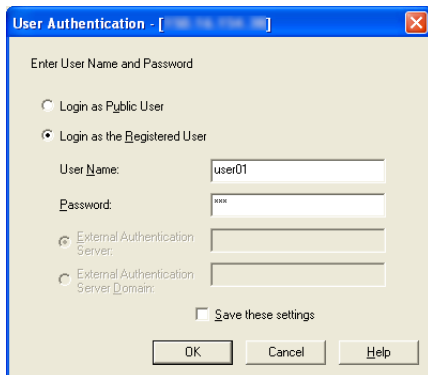 User Authentication - [ ]
Enter User Name and Password
Login as Public User
Login as the Registered User
User Name:
user01
Password:
***
External Authentication
Server:
External Authentication
Server Domain:
Save these settings
OK
Cancel
Help